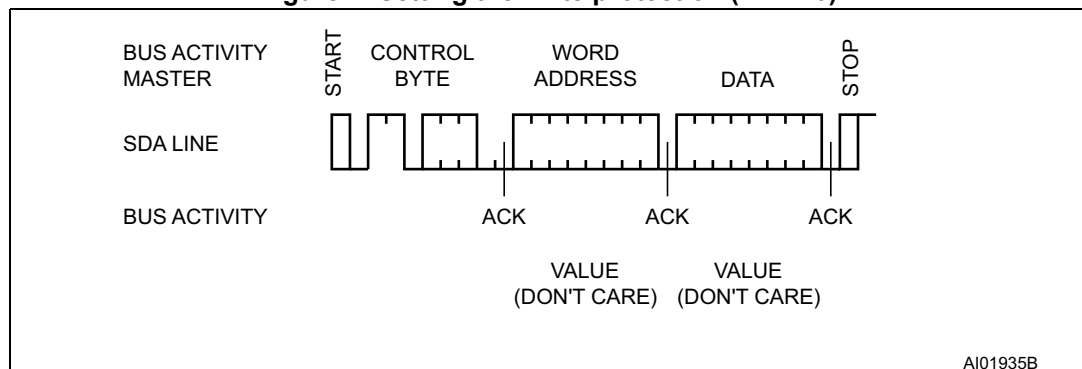 BUS ACTIVITY
MASTER
START
CONTROL
BYTE
WORD
ADDRESS
DATA
STOP
SDA LINE
BUS ACTIVITY
ACK
ACK
ACK
VALUE
(DON'T CARE)
VALUE
(DON'T CARE)
AI01935B